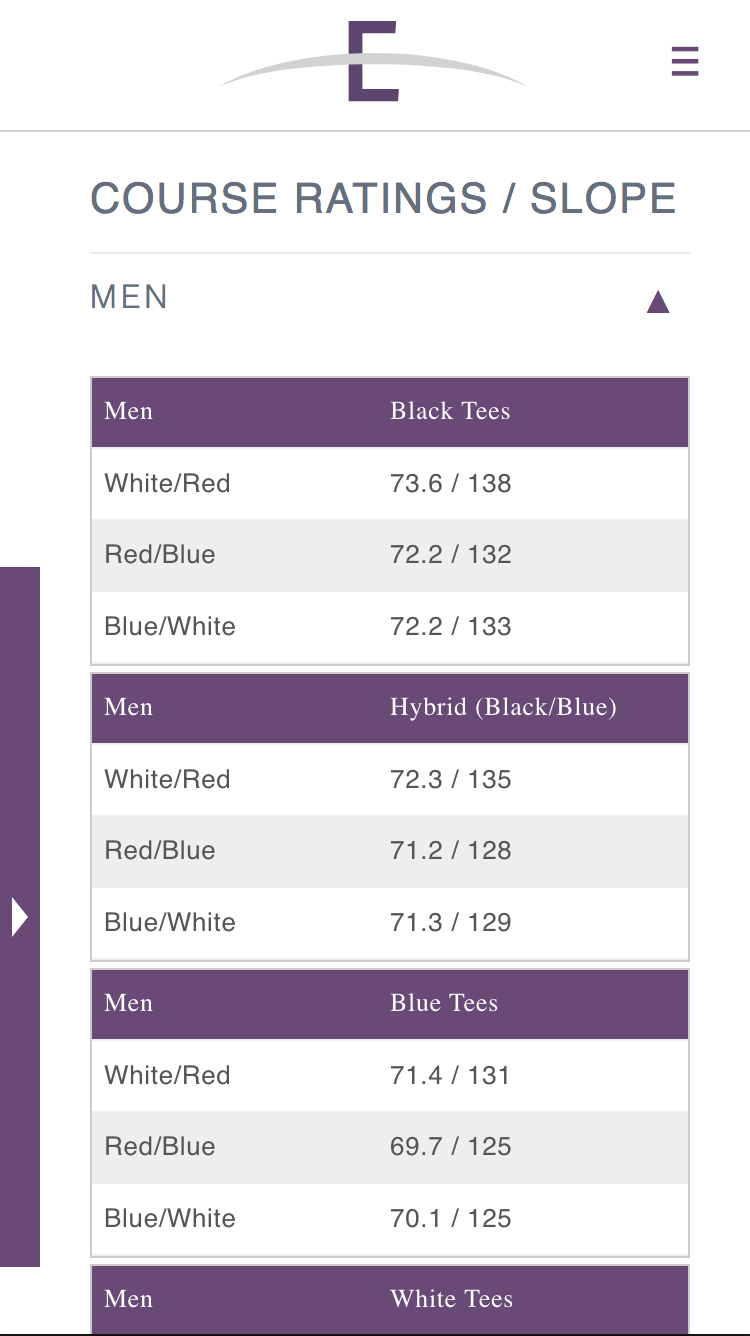 E
COURSE RATINGS / SLOPE
MEN
Men Black Tees
White/Red 73.6 / 138
Red/Blue 72.2 / 132
Blue/White 72.2 / 133
Men Hybrid (Black/Blue)
White/Red 72.3 / 135
Red/Blue 71.2 / 128
Blue/White 71.3 / 129
Men Blue Tees
White/Red 71.4 / 131
Red/Blue 69.7 / 125
Blue/White 70.1 / 125
Men White Tees